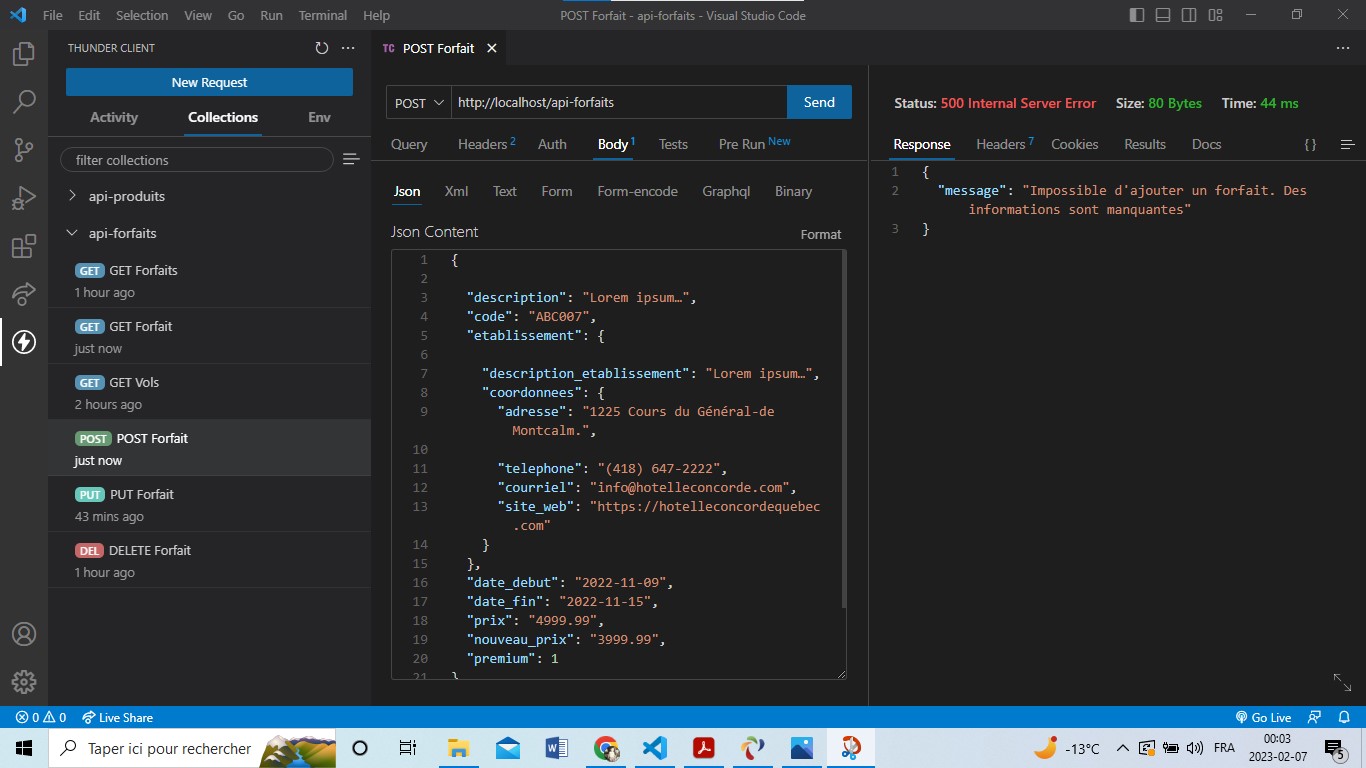 File Edit Selection View Go Run Terminal Help
POST Forfait - api-forfaits - Visual Studio Code
THUNDER CLIENT
New Request
Activity Collections Env
filter collections
api-produits
api-forfaits
GET GET Forfaits
1 hour ago
GET GET Forfait
just now
GET GET Vols
2 hours ago
POST POST Forfait
just now
PUT PUT Forfait
43 mins ago
DEL DELETE Forfait
1 hour ago
TC POST Forfait
POST http://localhost/api-forfaits Send
Query Headers 2 Auth Body 1 Tests Pre Run New
Json Xml Text Form Form-encode Graphql Binary
Json Content
Format
1 {
2
3 "description": "Lorem ipsum…",
4 "code": "ABC007",
5 "etablissement": {
6
7 "description_etablissement": "Lorem ipsum…",
8 "coordonnees": {
9 "adresse": "1225 Cours du Général-de
Montcalm.",
10
11 "telephone": "(418) 647-2222",
12 "courriel": "info@hotelleconcorde.com",
13 "site_web": "https://hotelleconcordequebec
.com"
14 }
15 },
16 "date_debut": "2022-11-09",
17 "date_fin": "2022-11-15",
18 "prix": "4999.99",
19 "nouveau_prix": "3999.99",
20 "premium": 1
21 }
Status: 500 Internal Server Error Size: 80 Bytes Time: 44 ms
Response Headers 7 Cookies Results Docs { }
1 {
2 "message": "Impossible d'ajouter un forfait. Des
informations sont manquantes"
3 }
0 0 Live Share
Go Live
Taper ici pour rechercher
-13°C
FRA
00:03
2023-02-07
5